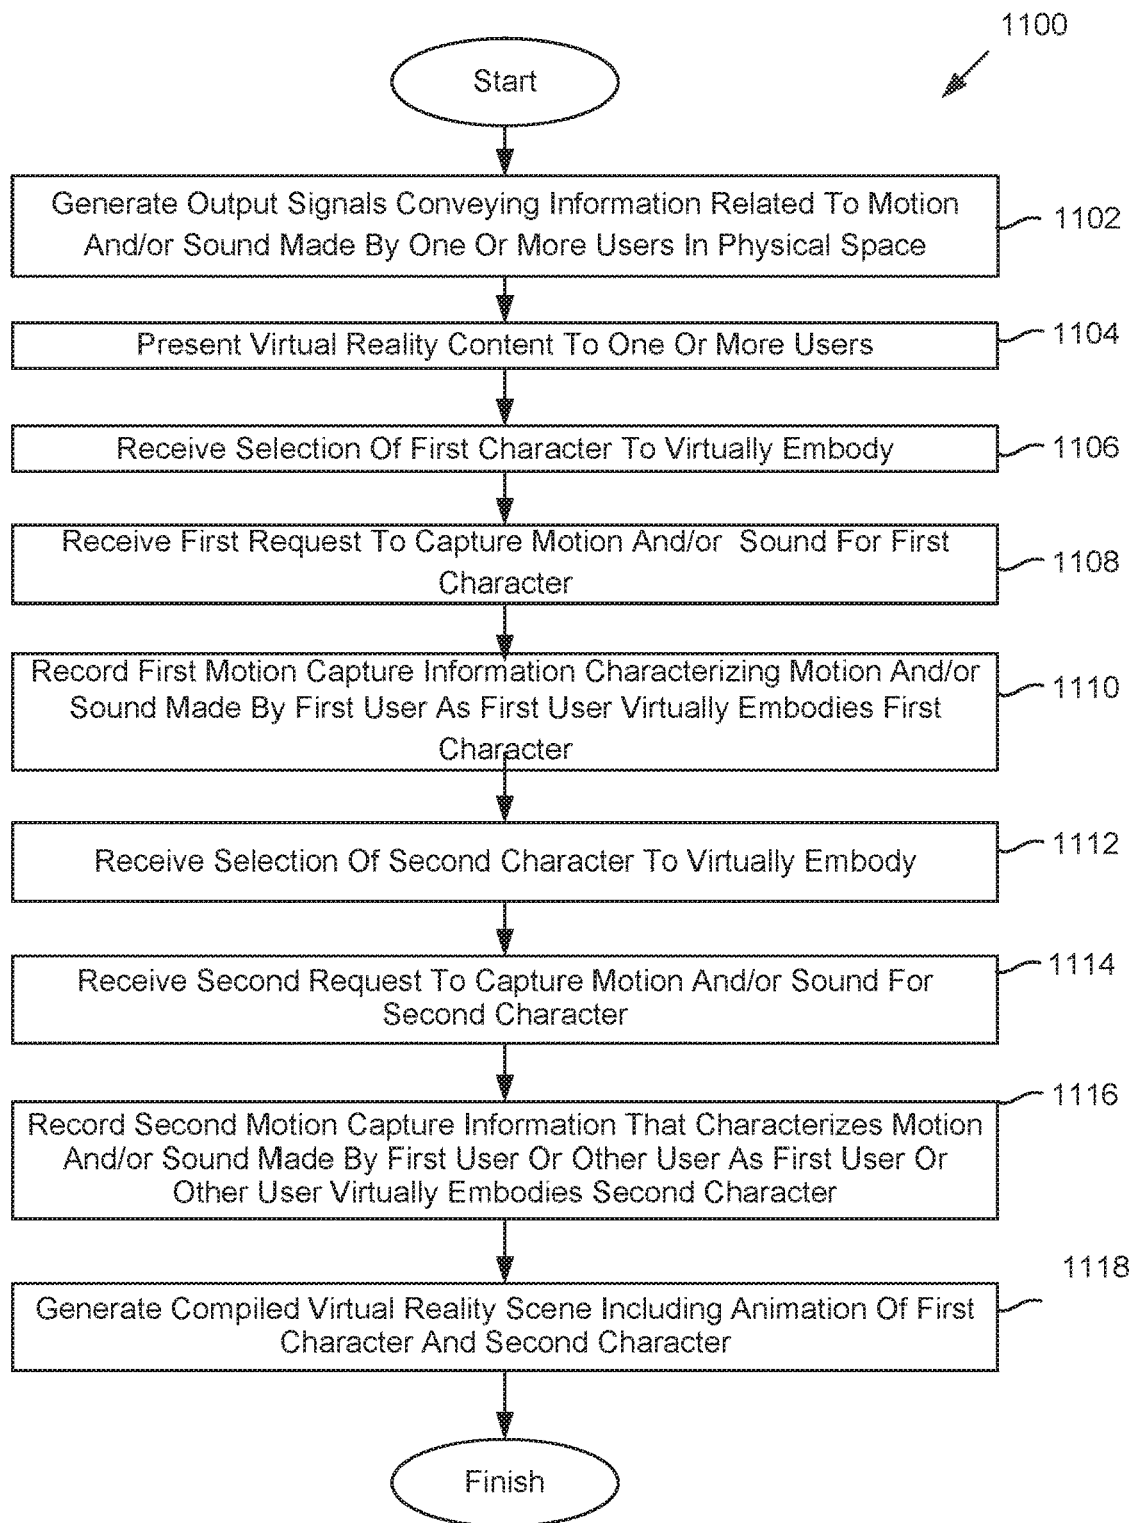 1100
Start
Generate Output Signals Conveying Information Related To Motion
And/or Sound Made By One Or More Users In Physical Space
1102
Present Virtual Reality Content To One Or More Users
1104
Receive Selection Of First Character To Virtually Embody
1106
Receive First Request To Capture Motion And/or Sound For First
Character
1108
Record First Motion Capture Information Characterizing Motion And/or
Sound Made By First User As First User Virtually Embodies First
Character
1110
Receive Selection Of Second Character To Virtually Embody
1112
Receive Second Request To Capture Motion And/or Sound For
Second Character
1114
Record Second Motion Capture Information That Characterizes Motion
And/or Sound Made By First User Or Other User As First User Or
Other User Virtually Embodies Second Character
1116
Generate Compiled Virtual Reality Scene Including Animation Of First
Character And Second Character
1118
Finish